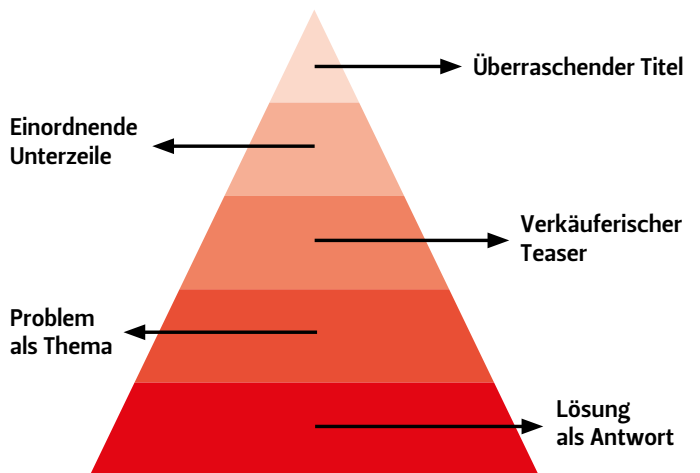 Überraschender Titel
Einordnende
Unterzeile
Verkäuferischer
Teaser
Problem
als Thema
Lösung
als Antwort